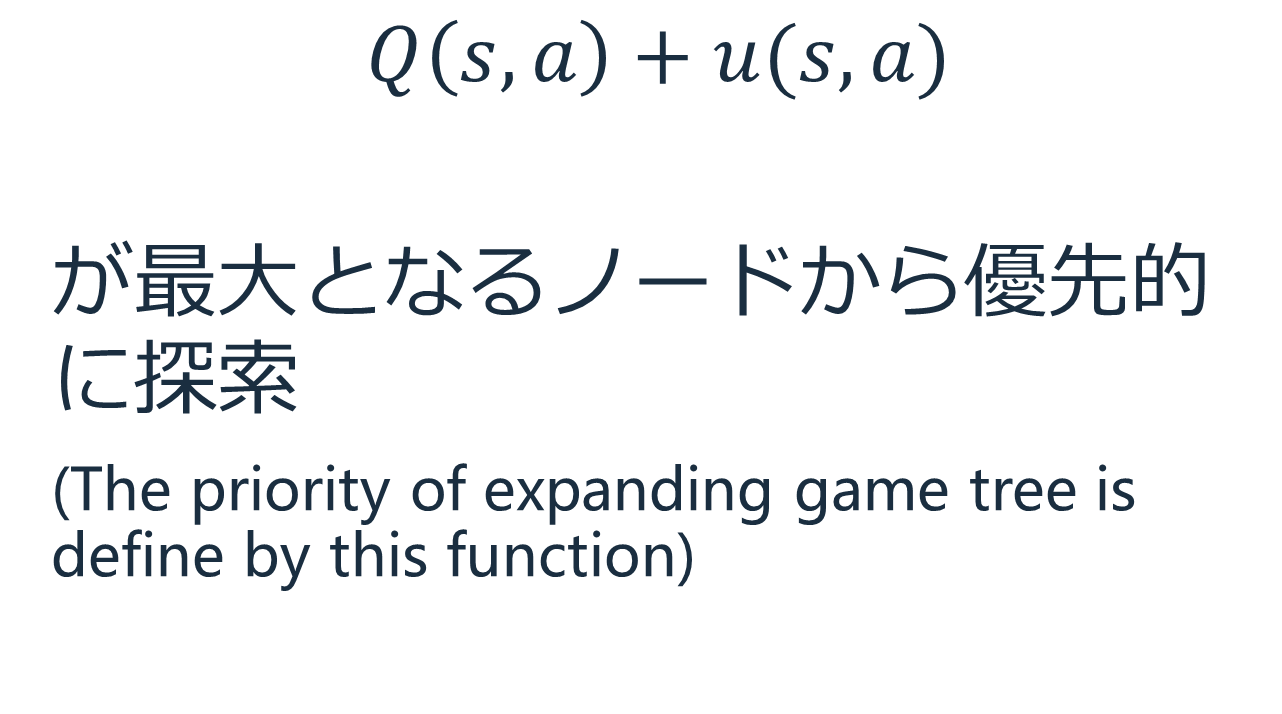 Q(s,a) + u(s,a)
が最大となるノードから優先的
に探索
(The priority of expanding game tree is
define by this function)